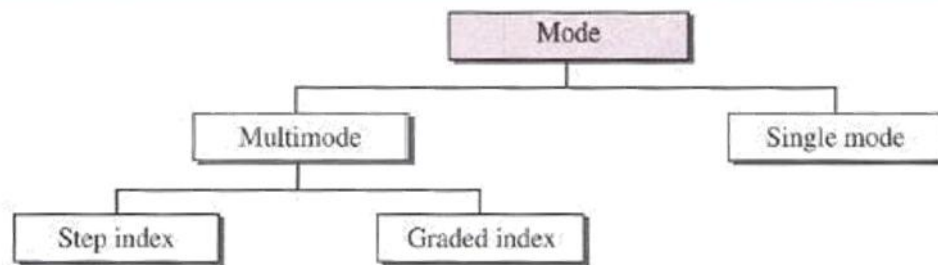 Mode
Multimode
Single mode
Step index
Graded index